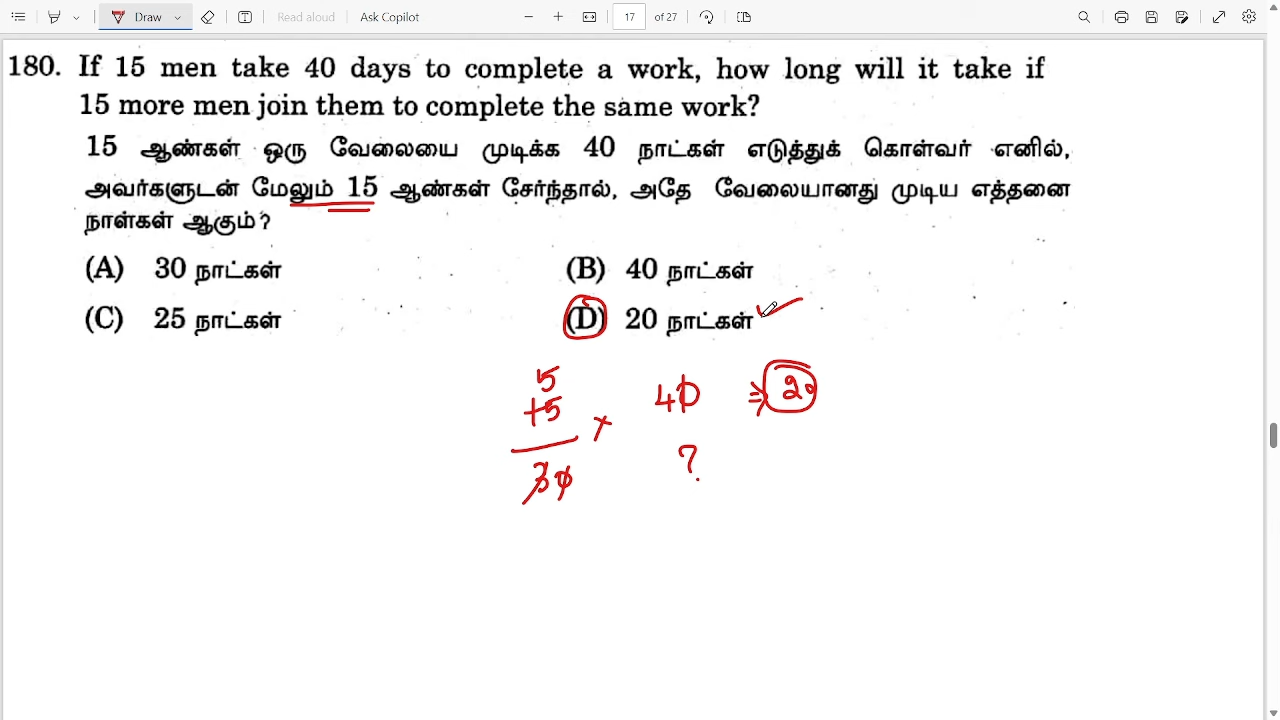 Draw
Read aloud
Ask Copilot
17
of 27
180. If 15 men take 40 days to complete a work, how long will it take if
15 more men join them to complete the same work?
15 ஆண்கள் ஒரு வேலையை முடிக்க 40 நாட்கள் எடுத்துக் கொள்வர் எனில்,
அவர்களுடன் மேலும் 15 ஆண்கள் சேர்ந்தால், அதே வேலையானது முடிய எத்தனை
நாள்கள் ஆகும்?
(A) 30 நாட்கள்
(B) 40 நாட்கள்
(C) 25 நாட்கள்
(D) 20 நாட்கள்
5
+5
×
30
40
?
⇒ 20